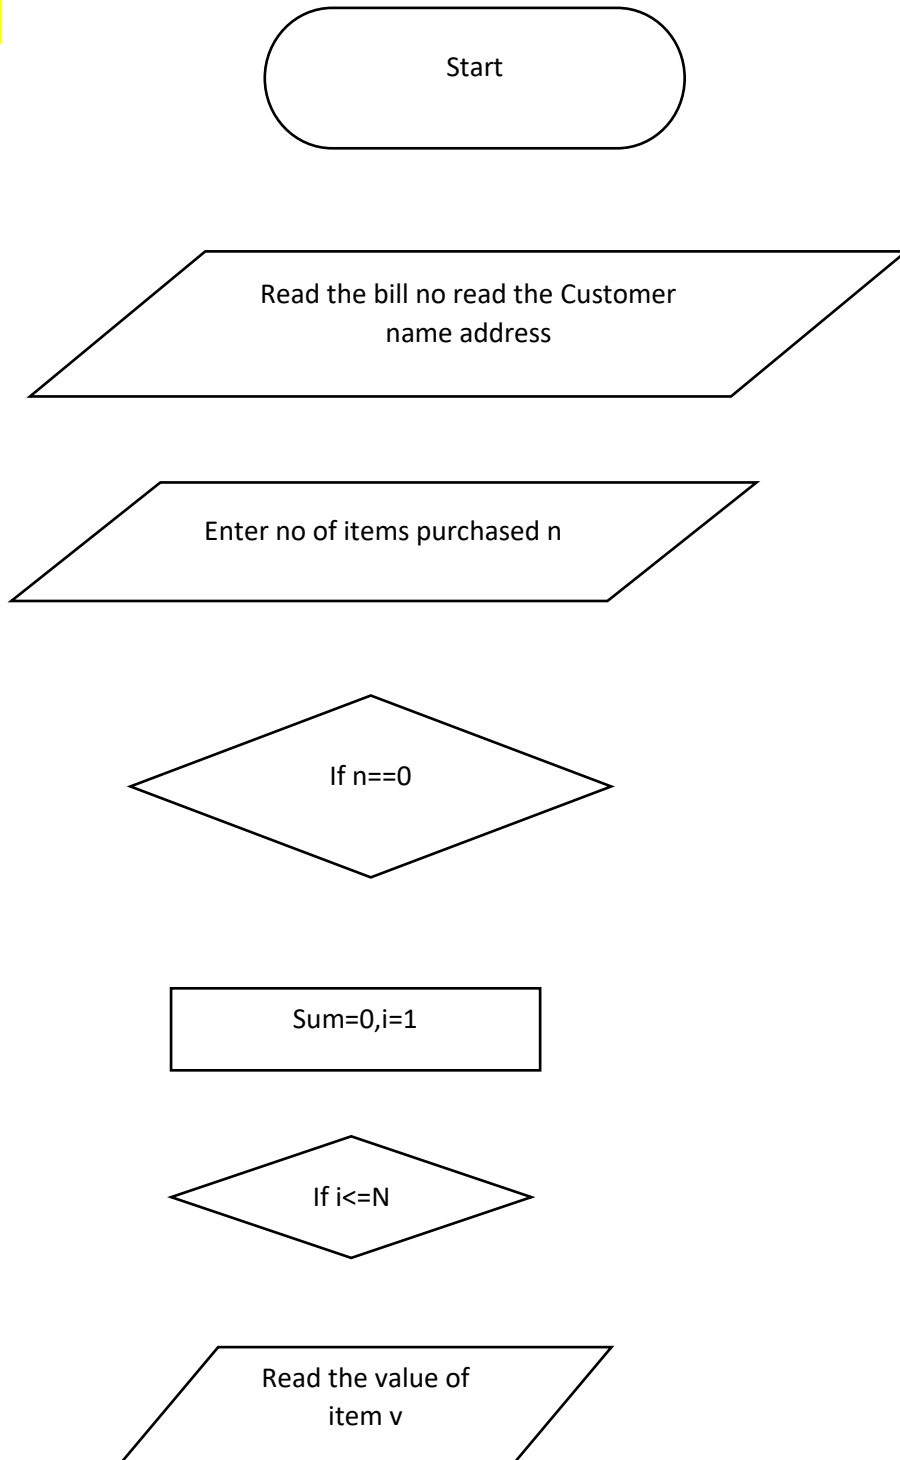 Start
Read the bill no read the Customer
name address
Enter no of items purchased n
If n==0
Sum=0,i=1
If i<=N
Read the value of
item v